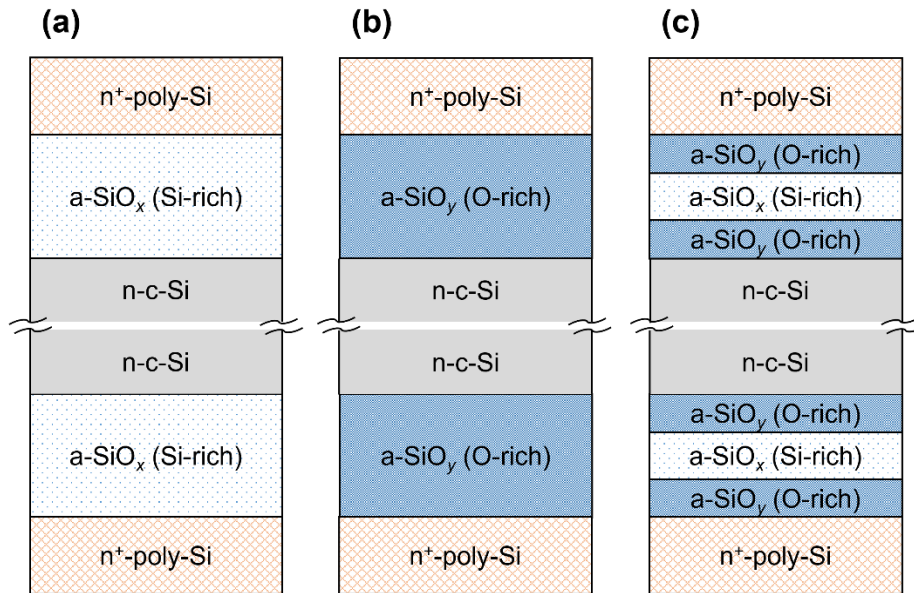 (a)
n⁺-poly-Si
a-SiOₓ (Si-rich)
n-c-Si
n-c-Si
a-SiOₓ (Si-rich)
n⁺-poly-Si
(b)
n⁺-poly-Si
a-SiOᵧ (O-rich)
n-c-Si
n-c-Si
a-SiOᵧ (O-rich)
n⁺-poly-Si
(c)
n⁺-poly-Si
a-SiOᵧ (O-rich)
a-SiOₓ (Si-rich)
a-SiOᵧ (O-rich)
n-c-Si
n-c-Si
a-SiOᵧ (O-rich)
a-SiOₓ (Si-rich)
a-SiOᵧ (O-rich)
n⁺-poly-Si